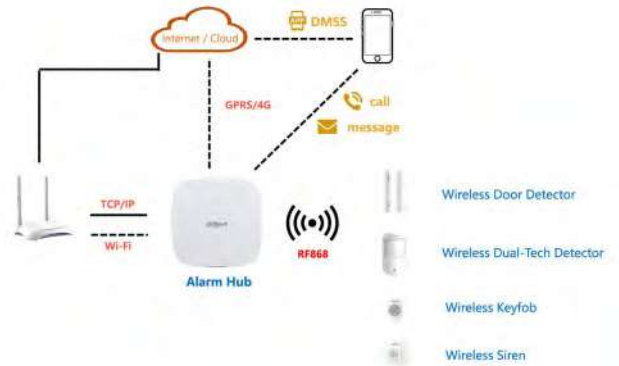 DMSS
Internet / Cloud
GPRS/4G
call
message
TCP/IP
Wi-Fi
RF868
Alarm Hub
Wireless Door Detector
Wireless Dual-Tech Detector
Wireless Keyfob
Wireless Siren